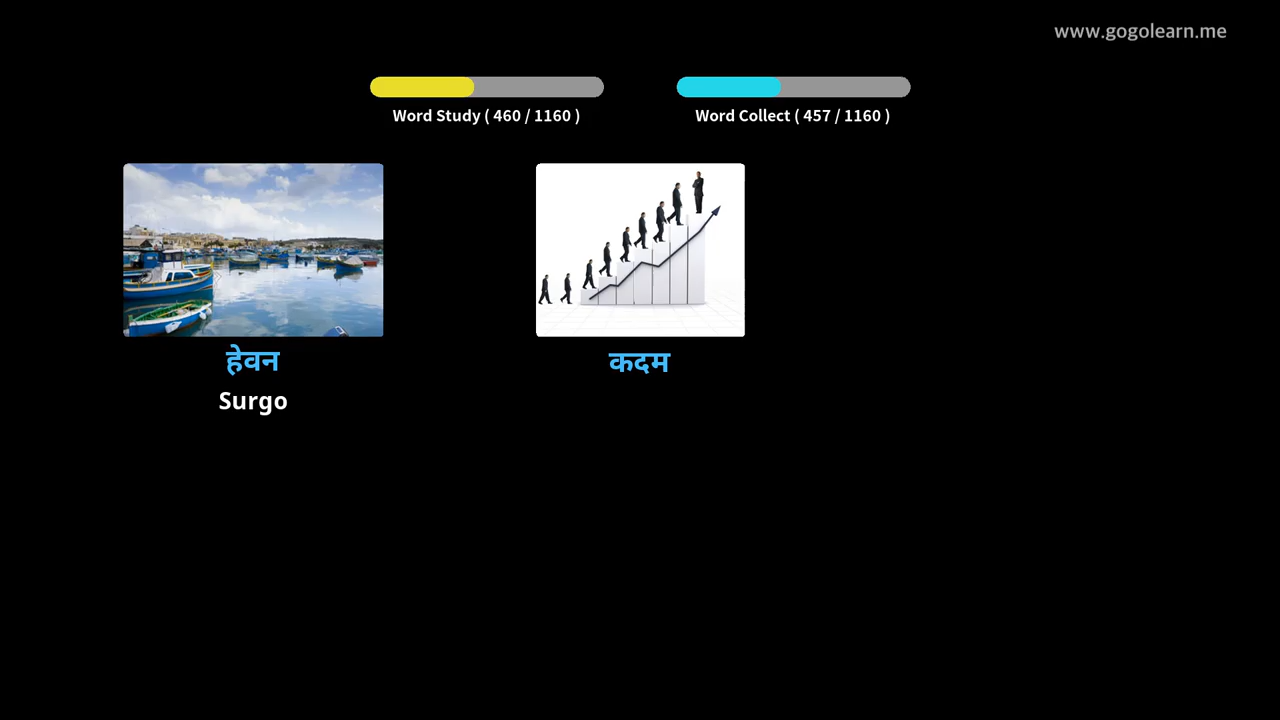 www.gogolearn.me
Word Study ( 460 / 1160 )
Word Collect ( 457 / 1160 )
हेवन
Surgo
कदम